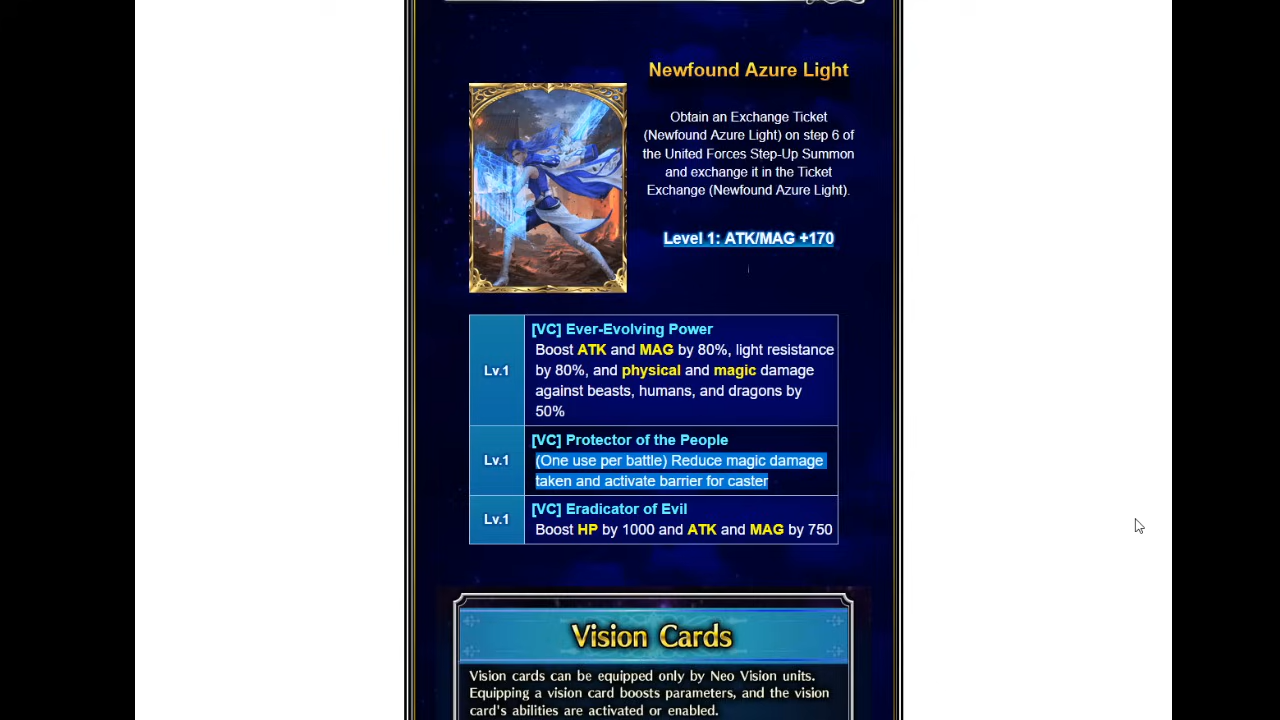 Newfound Azure Light
Obtain an Exchange Ticket
(Newfound Azure Light) on step 6 of
the United Forces Step-Up Summon
and exchange it in the Ticket
Exchange (Newfound Azure Light).
Level 1: ATK/MAG +170
Lv.1
[VC] Ever-Evolving Power
Boost ATK and MAG by 80%, light resistance
by 80%, and physical and magic damage
against beasts, humans, and dragons by
50%
Lv.1
[VC] Protector of the People
(One use per battle) Reduce magic damage
taken and activate barrier for caster
Lv.1
[VC] Eradicator of Evil
Boost HP by 1000 and ATK and MAG by 750
Vision Cards
Vision cards can be equipped only by Neo Vision units.
Equipping a vision card boosts parameters, and the vision
card's abilities are activated or enabled.